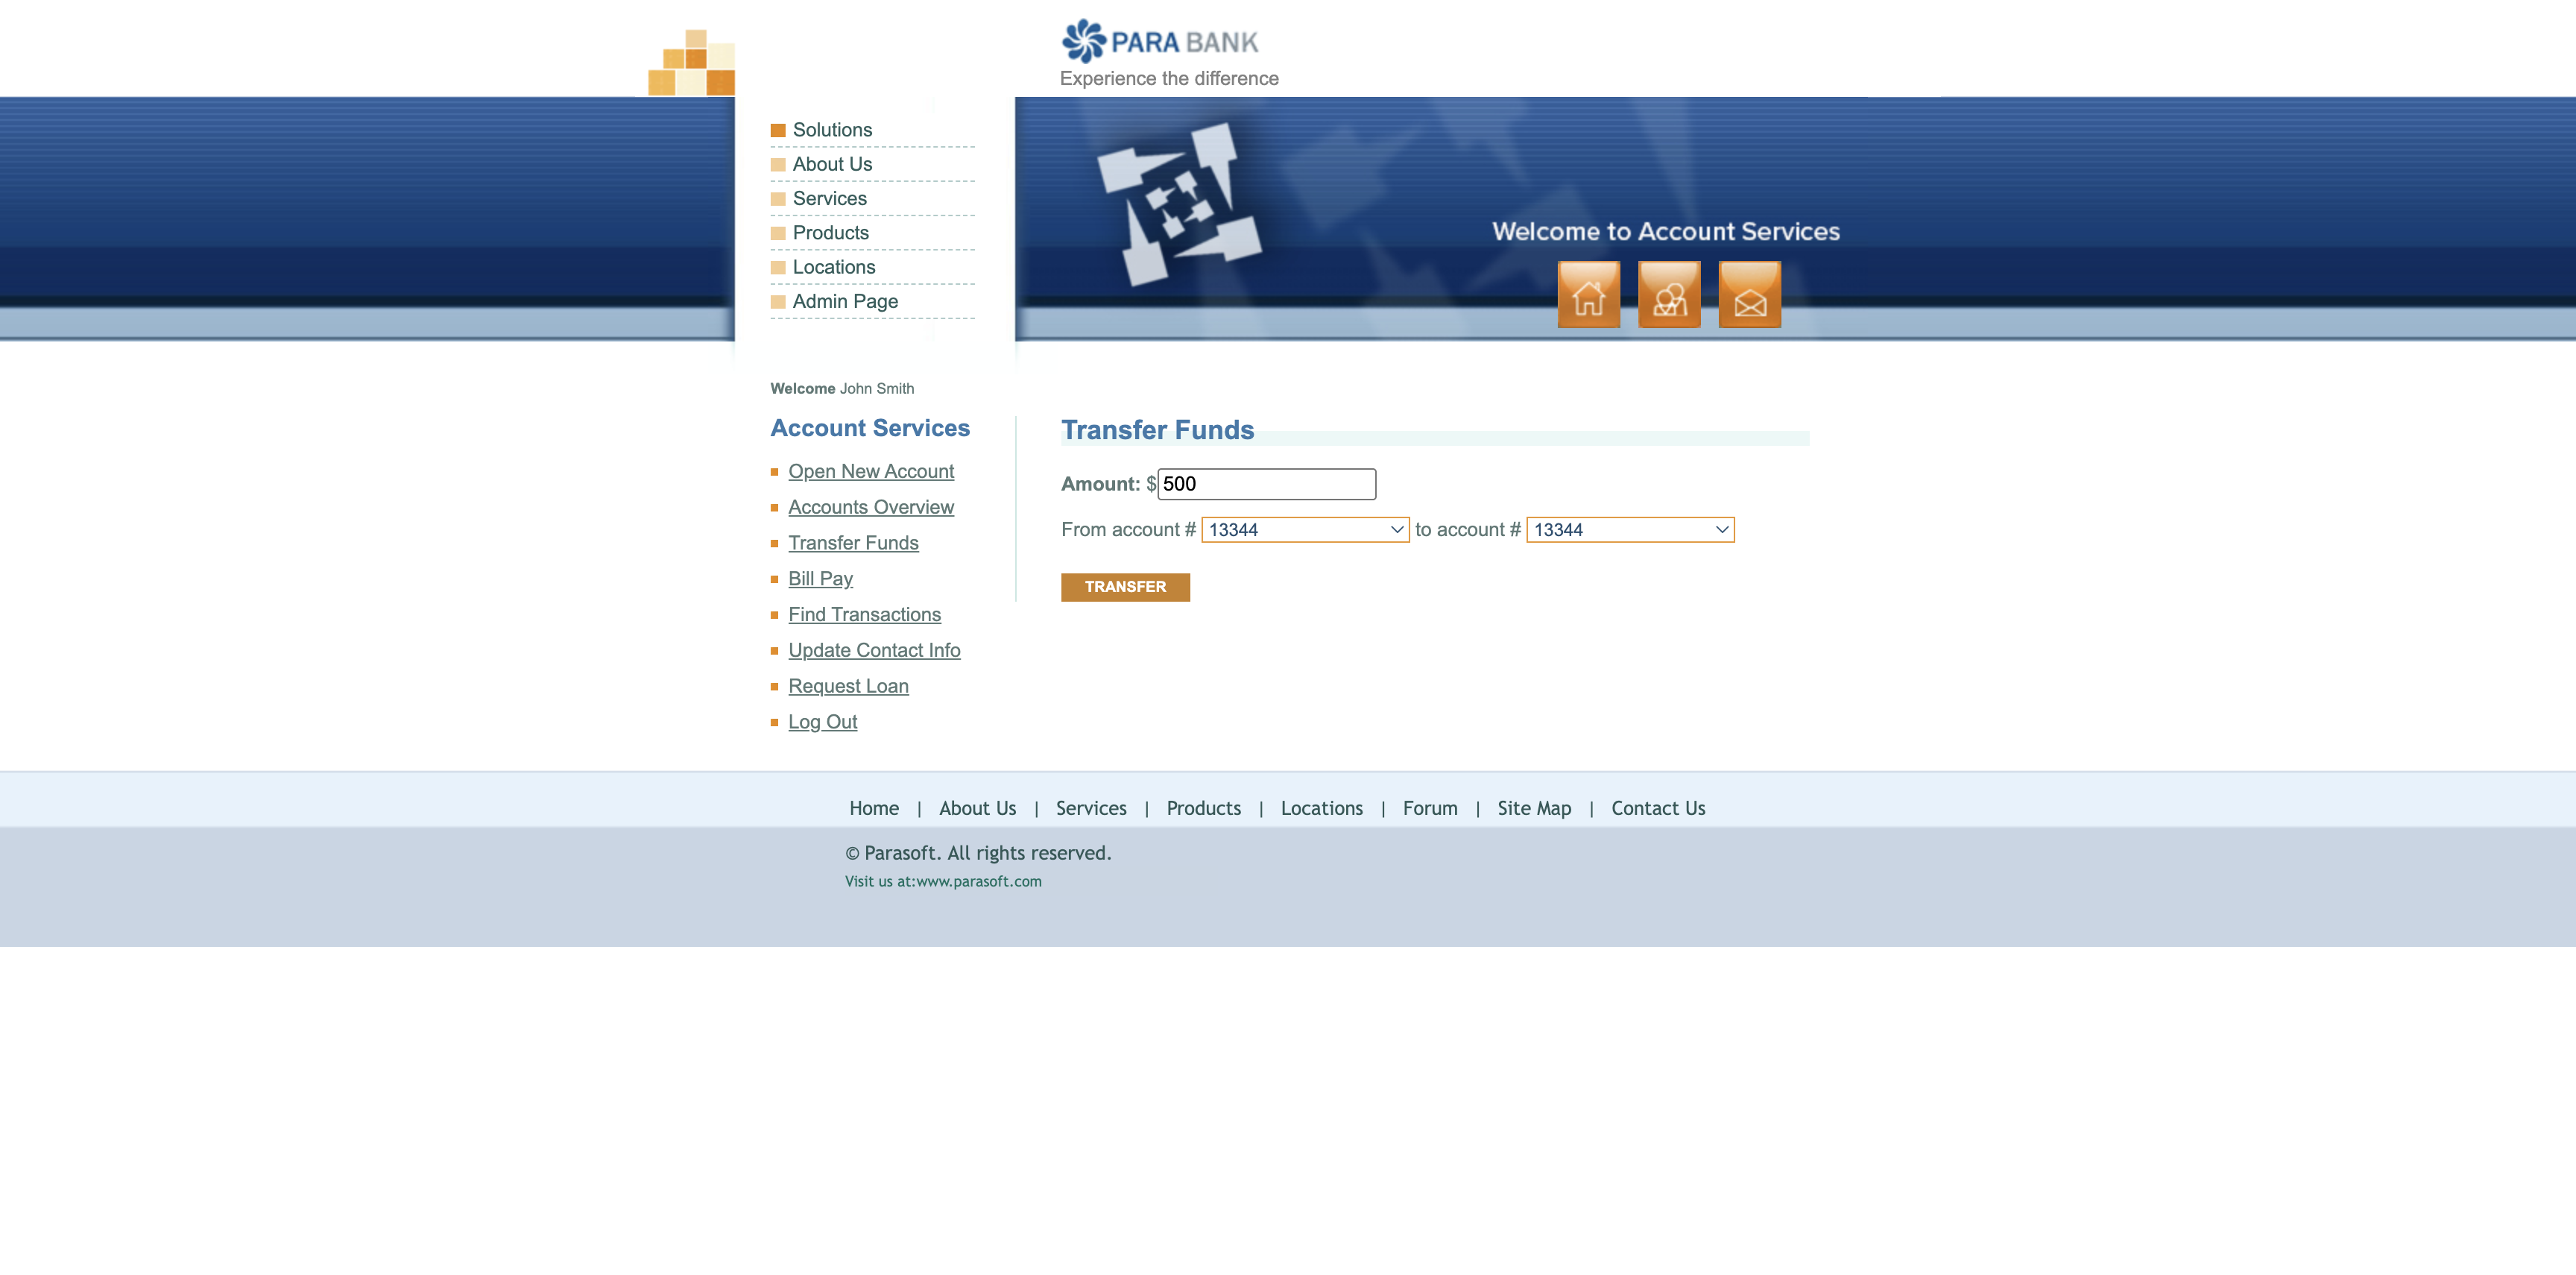 PARA BANK
Experience the difference
Solutions
About Us
Services
Products
Locations
Admin Page
Welcome to Account Services
Welcome John Smith
Account Services
Open New Account
Accounts Overview
Transfer Funds
Bill Pay
Find Transactions
Update Contact Info
Request Loan
Log Out
Transfer Funds
Amount: $ 500
From account # 13344 to account # 13344
TRANSFER
Home | About Us | Services | Products | Locations | Forum | Site Map | Contact Us
© Parasoft. All rights reserved.
Visit us at:www.parasoft.com